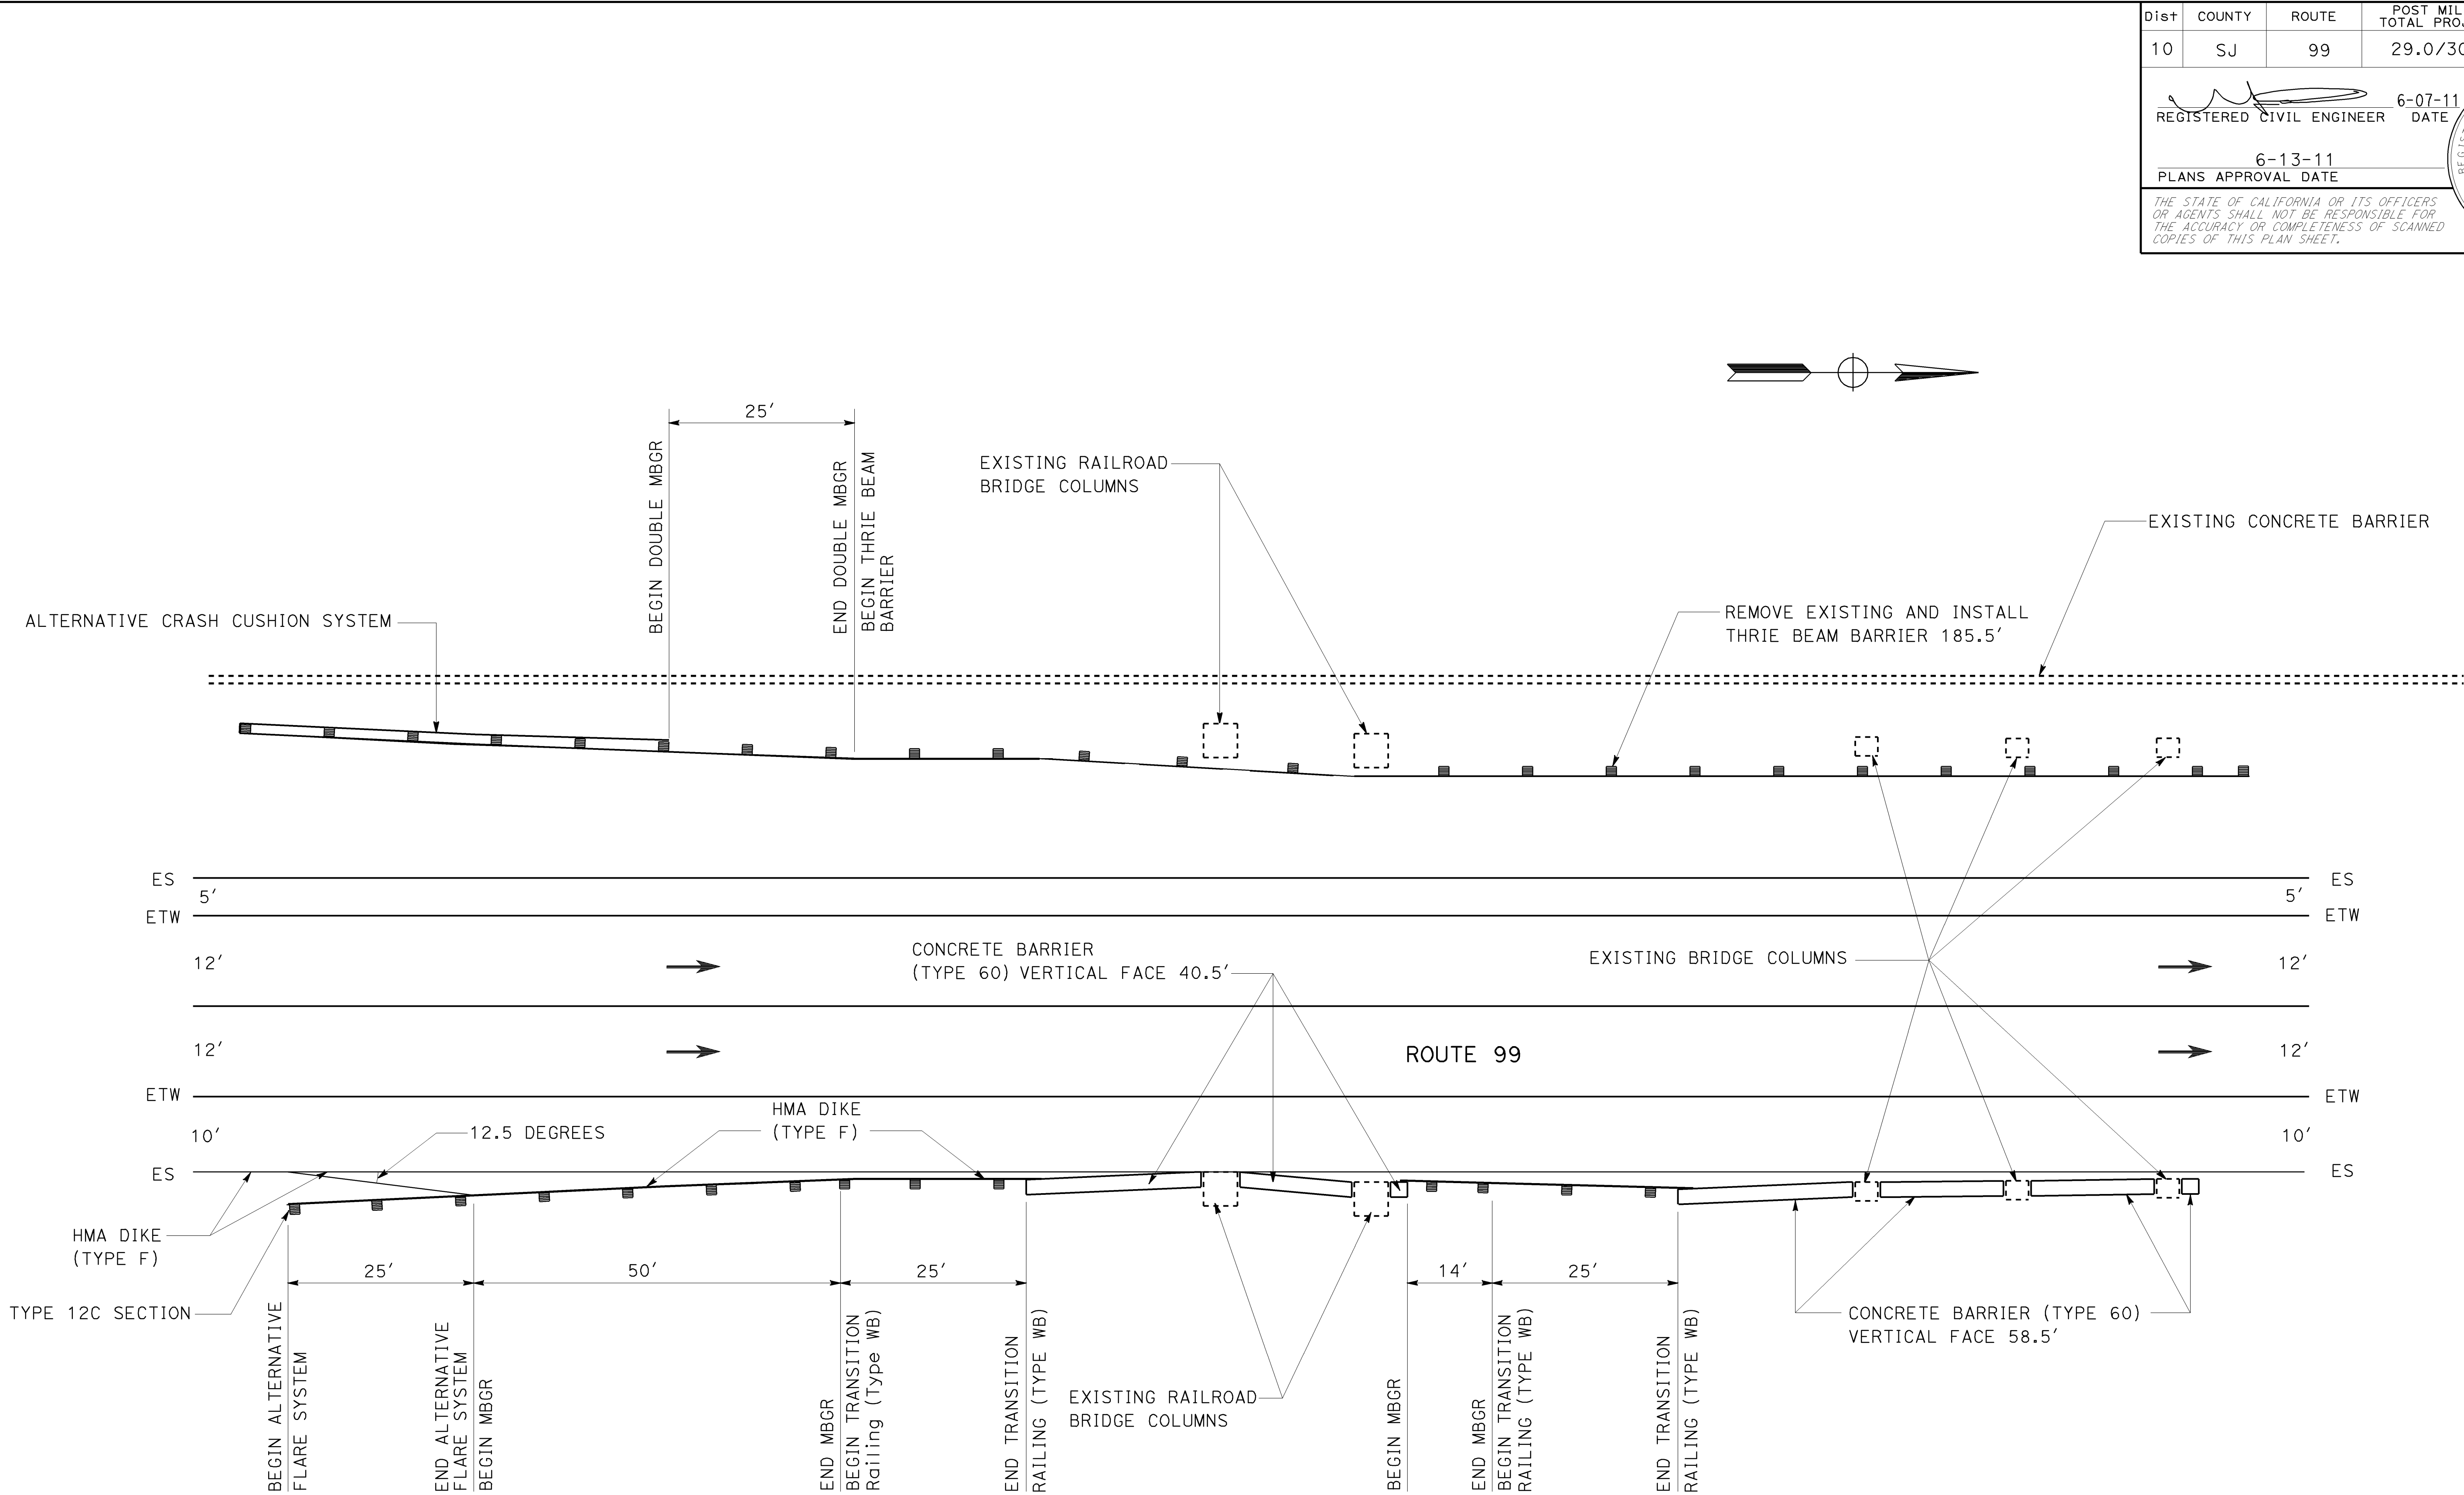 Dist COUNTY ROUTE POST MIL
TOTAL PROJ
10 SJ 99 29.0/30
6-07-11
REGISTERED CIVIL ENGINEER DATE
6-13-11
PLANS APPROVAL DATE
THE STATE OF CALIFORNIA OR ITS OFFICERS
OR AGENTS SHALL NOT BE RESPONSIBLE FOR
THE ACCURACY OR COMPLETENESS OF SCANNED
COPIES OF THIS PLAN SHEET.
25′
BEGIN DOUBLE MBGR
END DOUBLE MBGR
BEGIN THRIE BEAM
BARRIER
EXISTING RAILROAD
BRIDGE COLUMNS
EXISTING CONCRETE BARRIER
ALTERNATIVE CRASH CUSHION SYSTEM
REMOVE EXISTING AND INSTALL
THRIE BEAM BARRIER 185.5′
ES
5′
ETW
ES
5′
ETW
12′
CONCRETE BARRIER
(TYPE 60) VERTICAL FACE 40.5′
EXISTING BRIDGE COLUMNS
12′
12′
ROUTE 99
12′
ETW
ETW
10′
12.5 DEGREES
HMA DIKE
(TYPE F)
10′
ES
ES
HMA DIKE
(TYPE F)
TYPE 12C SECTION
25′
50′
25′
14′
25′
CONCRETE BARRIER (TYPE 60)
VERTICAL FACE 58.5′
BEGIN ALTERNATIVE
FLARE SYSTEM
END ALTERNATIVE
FLARE SYSTEM
BEGIN MBGR
END MBGR
BEGIN TRANSITION
Railing (Type WB)
END TRANSITION
RAILING (TYPE WB)
EXISTING RAILROAD
BRIDGE COLUMNS
BEGIN MBGR
END MBGR
BEGIN TRANSITION
RAILING (TYPE WB)
END TRANSITION
RAILING (TYPE WB)